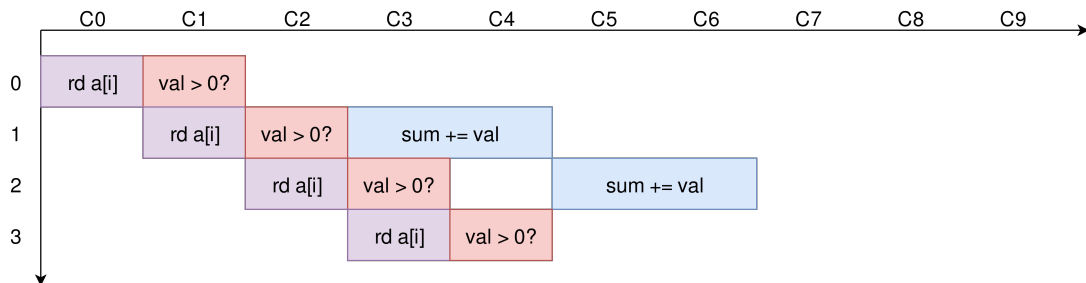 C0 C1 C2 C3 C4 C5 C6 C7 C8 C9
0 rd a[i] val > 0?
1 rd a[i] val > 0? sum += val
2 rd a[i] val > 0? sum += val
3 rd a[i] val > 0?